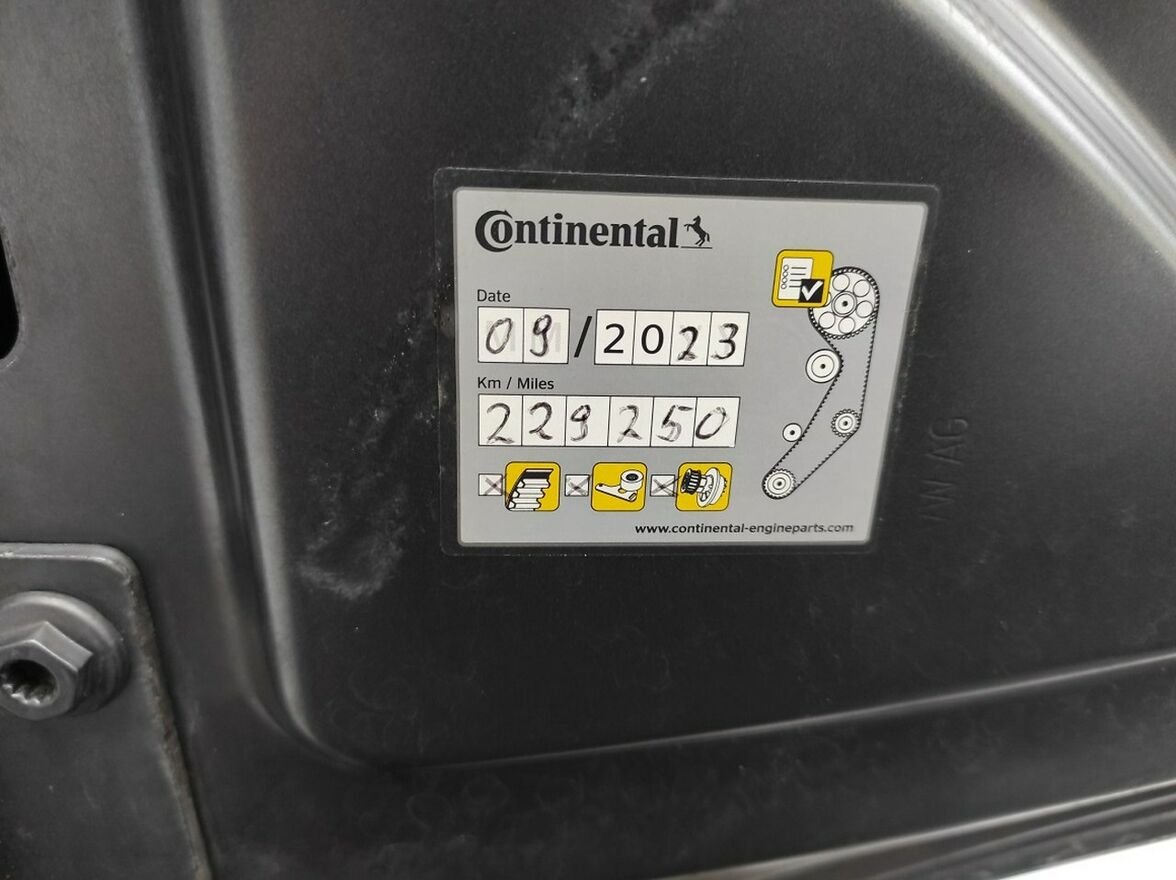 Continental
Date
09/2023
Km / Miles
229250
www.continental-engineparts.com
VW AG